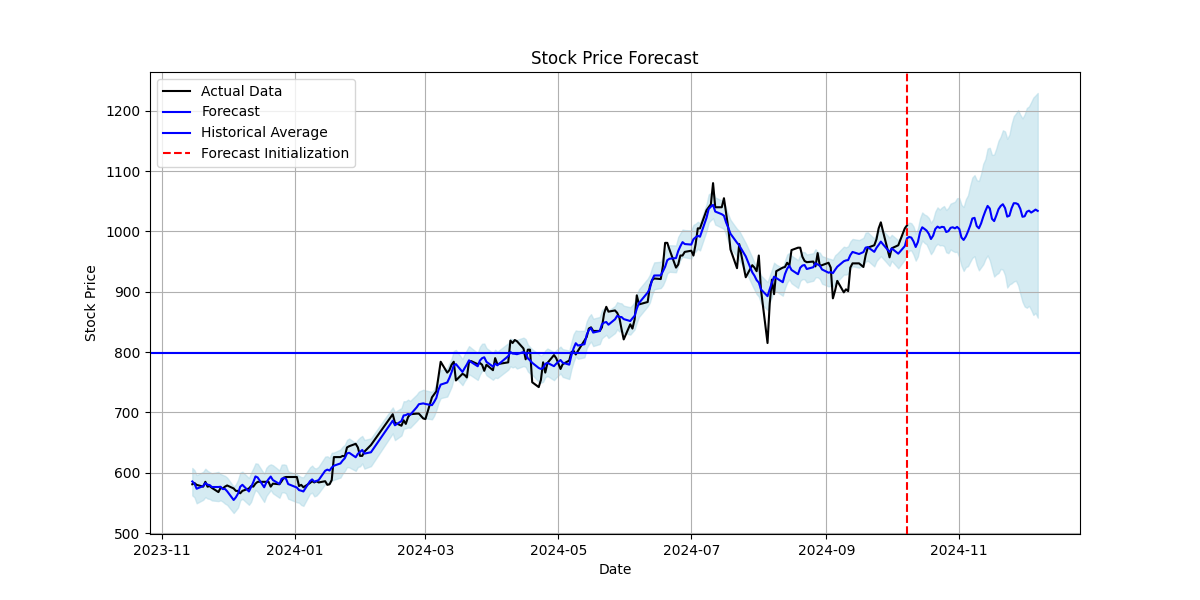 Stock Price Forecast
Actual Data
Forecast
Historical Average
Forecast Initialization
1200
1100
1000
900
800
700
600
500
Stock Price
2023-11 2024-01 2024-03 2024-05 2024-07 2024-09 2024-11
Date